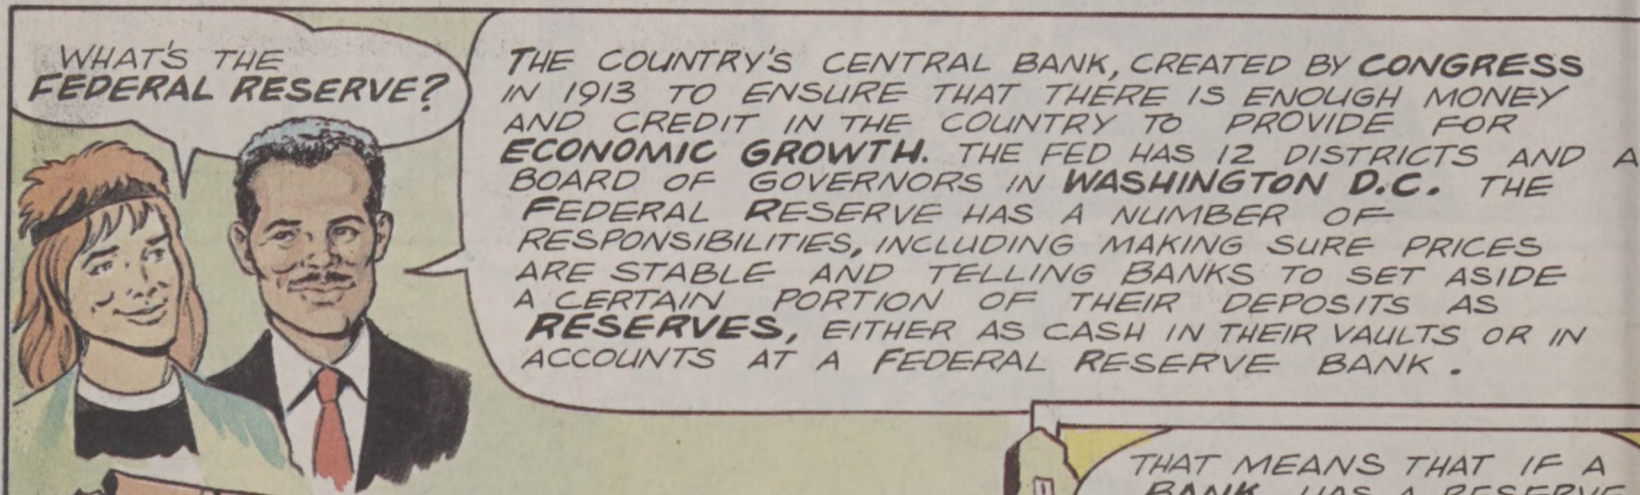 WHAT'S THE
FEDERAL RESERVE?
THE COUNTRY'S CENTRAL BANK, CREATED BY CONGRESS
IN 1913 TO ENSURE THAT THERE IS ENOUGH MONEY
AND CREDIT IN THE COUNTRY TO PROVIDE FOR
ECONOMIC GROWTH. THE FED HAS 12 DISTRICTS AND A
BOARD OF GOVERNORS IN WASHINGTON D.C. THE
FEDERAL RESERVE HAS A NUMBER OF
RESPONSIBILITIES, INCLUDING MAKING SURE PRICES
ARE STABLE AND TELLING BANKS TO SET ASIDE
A CERTAIN PORTION OF THEIR DEPOSITS AS
RESERVES, EITHER AS CASH IN THEIR VAULTS OR IN
ACCOUNTS AT A FEDERAL RESERVE BANK.
THAT MEANS THAT IF A
BANK HAS A RESERVE